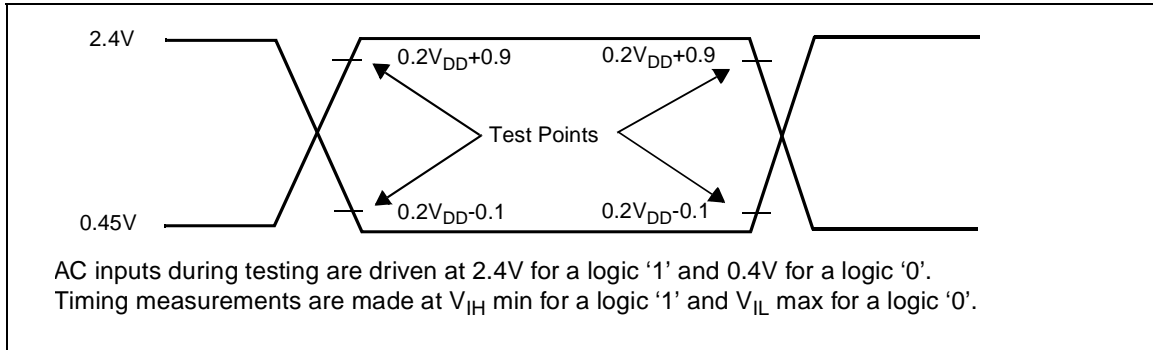 2.4V
0.2VDD+0.9 0.2VDD+0.9
Test Points
0.2VDD-0.1 0.2VDD-0.1
0.45V
AC inputs during testing are driven at 2.4V for a logic ‘1’ and 0.4V for a logic ‘0’.
Timing measurements are made at VIH min for a logic ‘1’ and VIL max for a logic ‘0’.